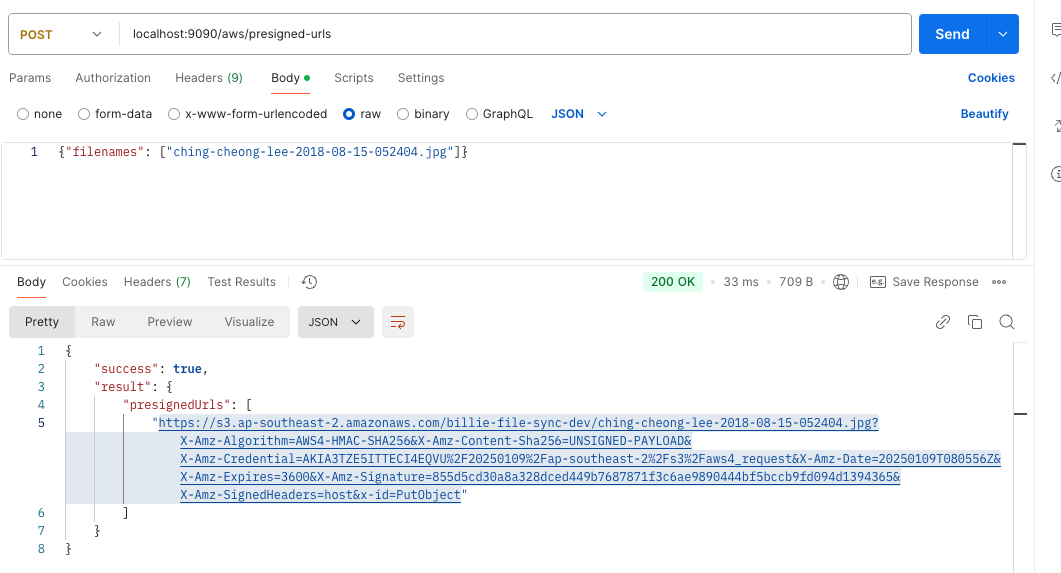 POST localhost:9090/aws/presigned-urls Send
Params Authorization Headers (9) Body Scripts Settings Cookies
none form-data x-www-form-urlencoded raw binary GraphQL JSON Beautify
1 {"filenames": ["ching-cheong-lee-2018-08-15-052404.jpg"]}
Body Cookies Headers (7) Test Results 200 OK 33 ms 709 B e.g. Save Response
Pretty Raw Preview Visualize JSON
1 {
2 "success": true,
3 "result": {
4 "presignedUrls": [
5 "https://s3.ap-southeast-2.amazonaws.com/billie-file-sync-dev/ching-cheong-lee-2018-08-15-052404.jpg?
X-Amz-Algorithm=AWS4-HMAC-SHA256&X-Amz-Content-Sha256=UNSIGNED-PAYLOAD&
X-Amz-Credential=AKIA3TZE5ITTECI4EQVU%2F20250109%2Fap-southeast-2%2Fs3%2Faws4_request&X-Amz-Date=20250109T080556Z&
X-Amz-Expires=3600&X-Amz-Signature=855d5cd30a8a328dced449b7687871f3c6ae9890444bf5bccb9fd094d1394365&
X-Amz-SignedHeaders=host&x-id=PutObject"
6 ]
7 }
8 }